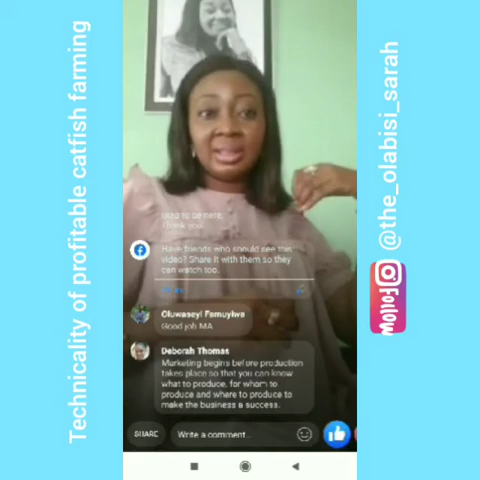 Technicality of profitable catfish farming
Thank you
Have friends who should see this
video? Share it with them so they
can watch too.
Oluwaseyi Famuyiwa
Good job MA
Deborah Thomas
Marketing begins before production
takes place so that you can know
what to produce, for whom to
produce and where to produce to
make the business a success.
SHARE
Write a comment...
@the_olabisi_sarah
Follow